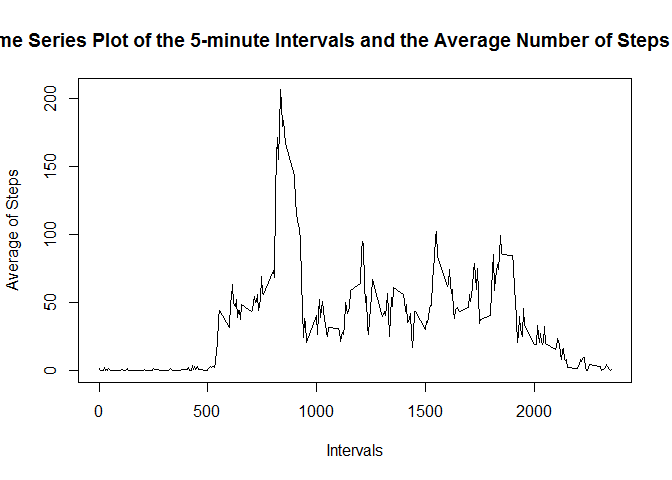 me Series Plot of the 5-minute Intervals and the Average Number of Steps
Average of Steps
200
150
100
50
0
0 500 1000 1500 2000
Intervals